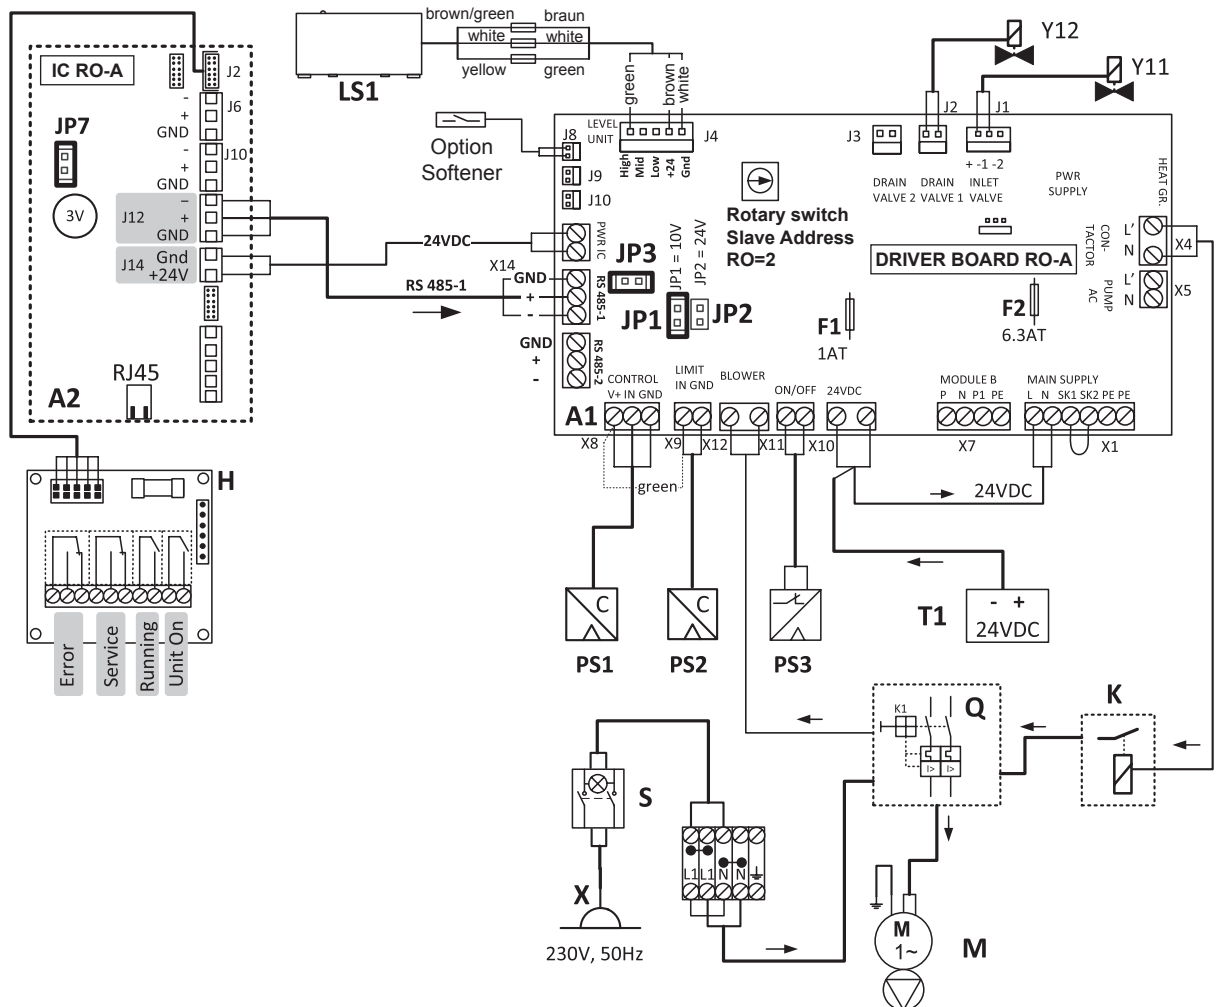 IC RO-A
J2
-
+
J6
GND
JP7
-
J10
+
GND
3V
J12
–
+
GND
J14
Gnd
+24V
RJ45
A2
H
Error
Service
Running
Unit On
brown/green
braun
white
white
yellow
green
LS1
green
brown
white
Option
Softener
LEVEL
UNIT
J8
J9
J10
J4
High
Mid
Low
+24
Gnd
Y12
Y11
J3
J2
J1
+ -1 -2
DRAIN
VALVE 2
DRAIN
VALVE 1
INLET
VALVE
PWR
SUPPLY
HEAT GR.
Rotary switch
Slave Address
RO=2
24VDC
PWR IC
JP3
JP1 = 10V
JP2 = 24V
DRIVER BOARD RO-A
CON-
TACTOR
L'
N
X4
PUMP
AC
L'
N
X5
X14
GND
+
-
RS 485-1
RS 485-1
JP1
JP2
F1
1AT
F2
6.3AT
GND
+
-
RS 485-2
A1
CONTROL
V+ IN GND
LIMIT
IN GND
BLOWER
ON/OFF
24VDC
MODULE B
P N P1 PE
MAIN SUPPLY
L N SK1 SK2 PE PE
X8
X9
X12
X11
X10
X7
X1
green
24VDC
C
PS1
C
PS2
PS3
T1
- +
24VDC
Q
K1
I>
I>
K
S
X
230V, 50Hz
L1
L1
N
N
M
1~
M